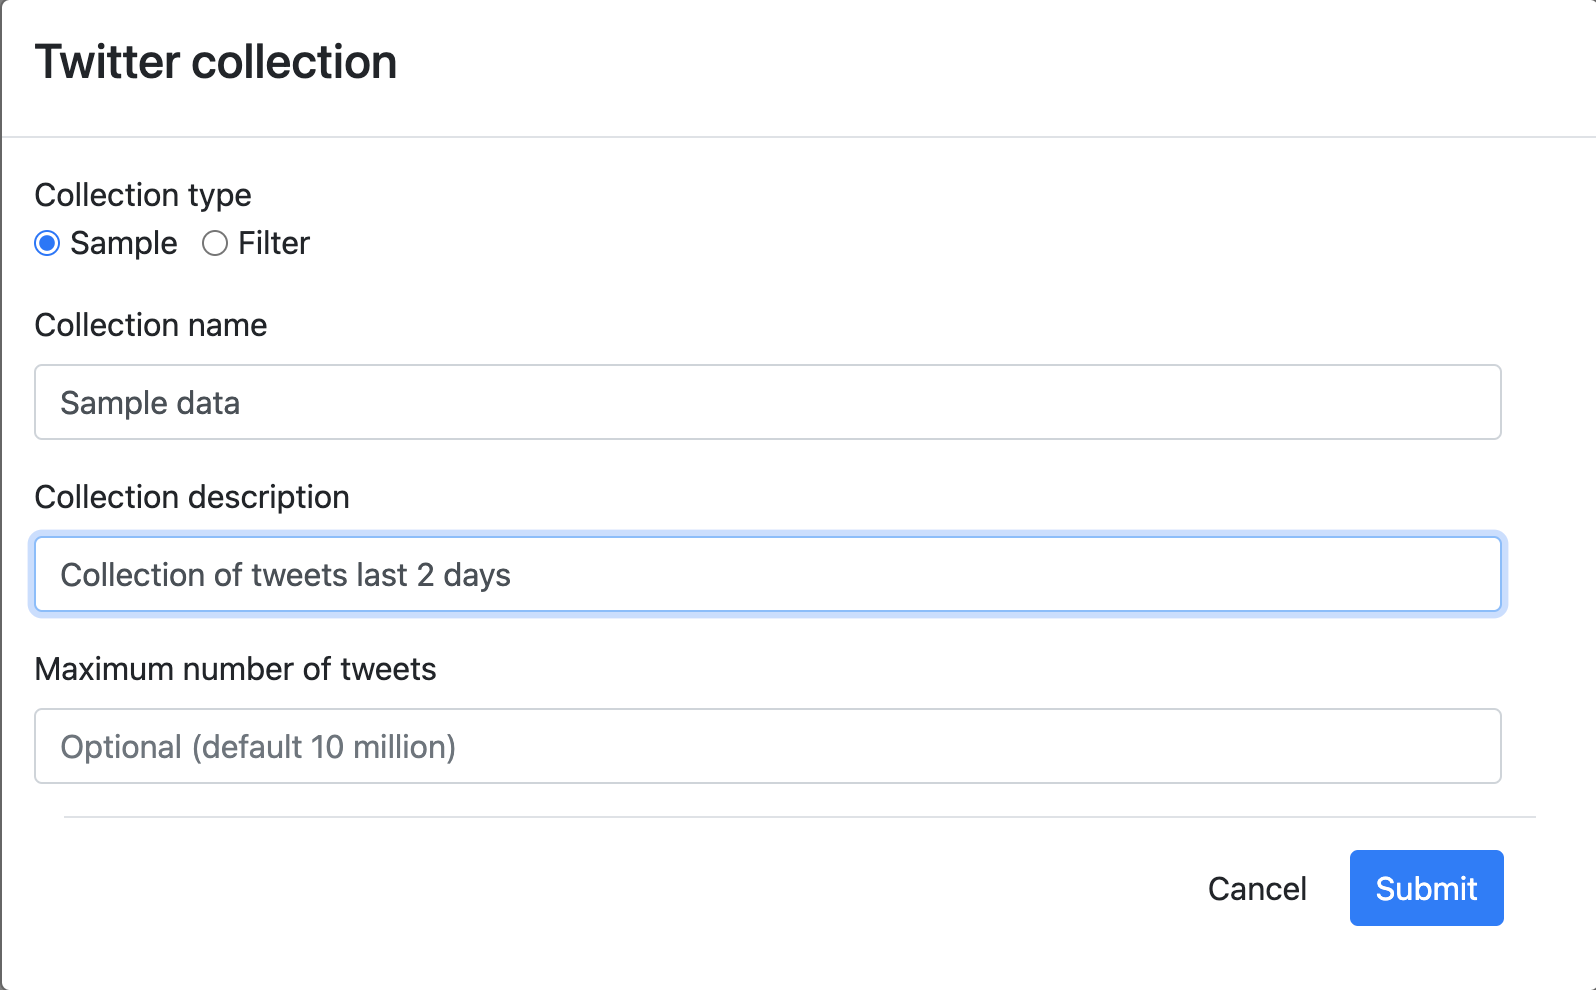 Twitter collection
Collection type
Sample Filter
Collection name
Sample data
Collection description
Collection of tweets last 2 days
Maximum number of tweets
Optional (default 10 million)
Cancel Submit